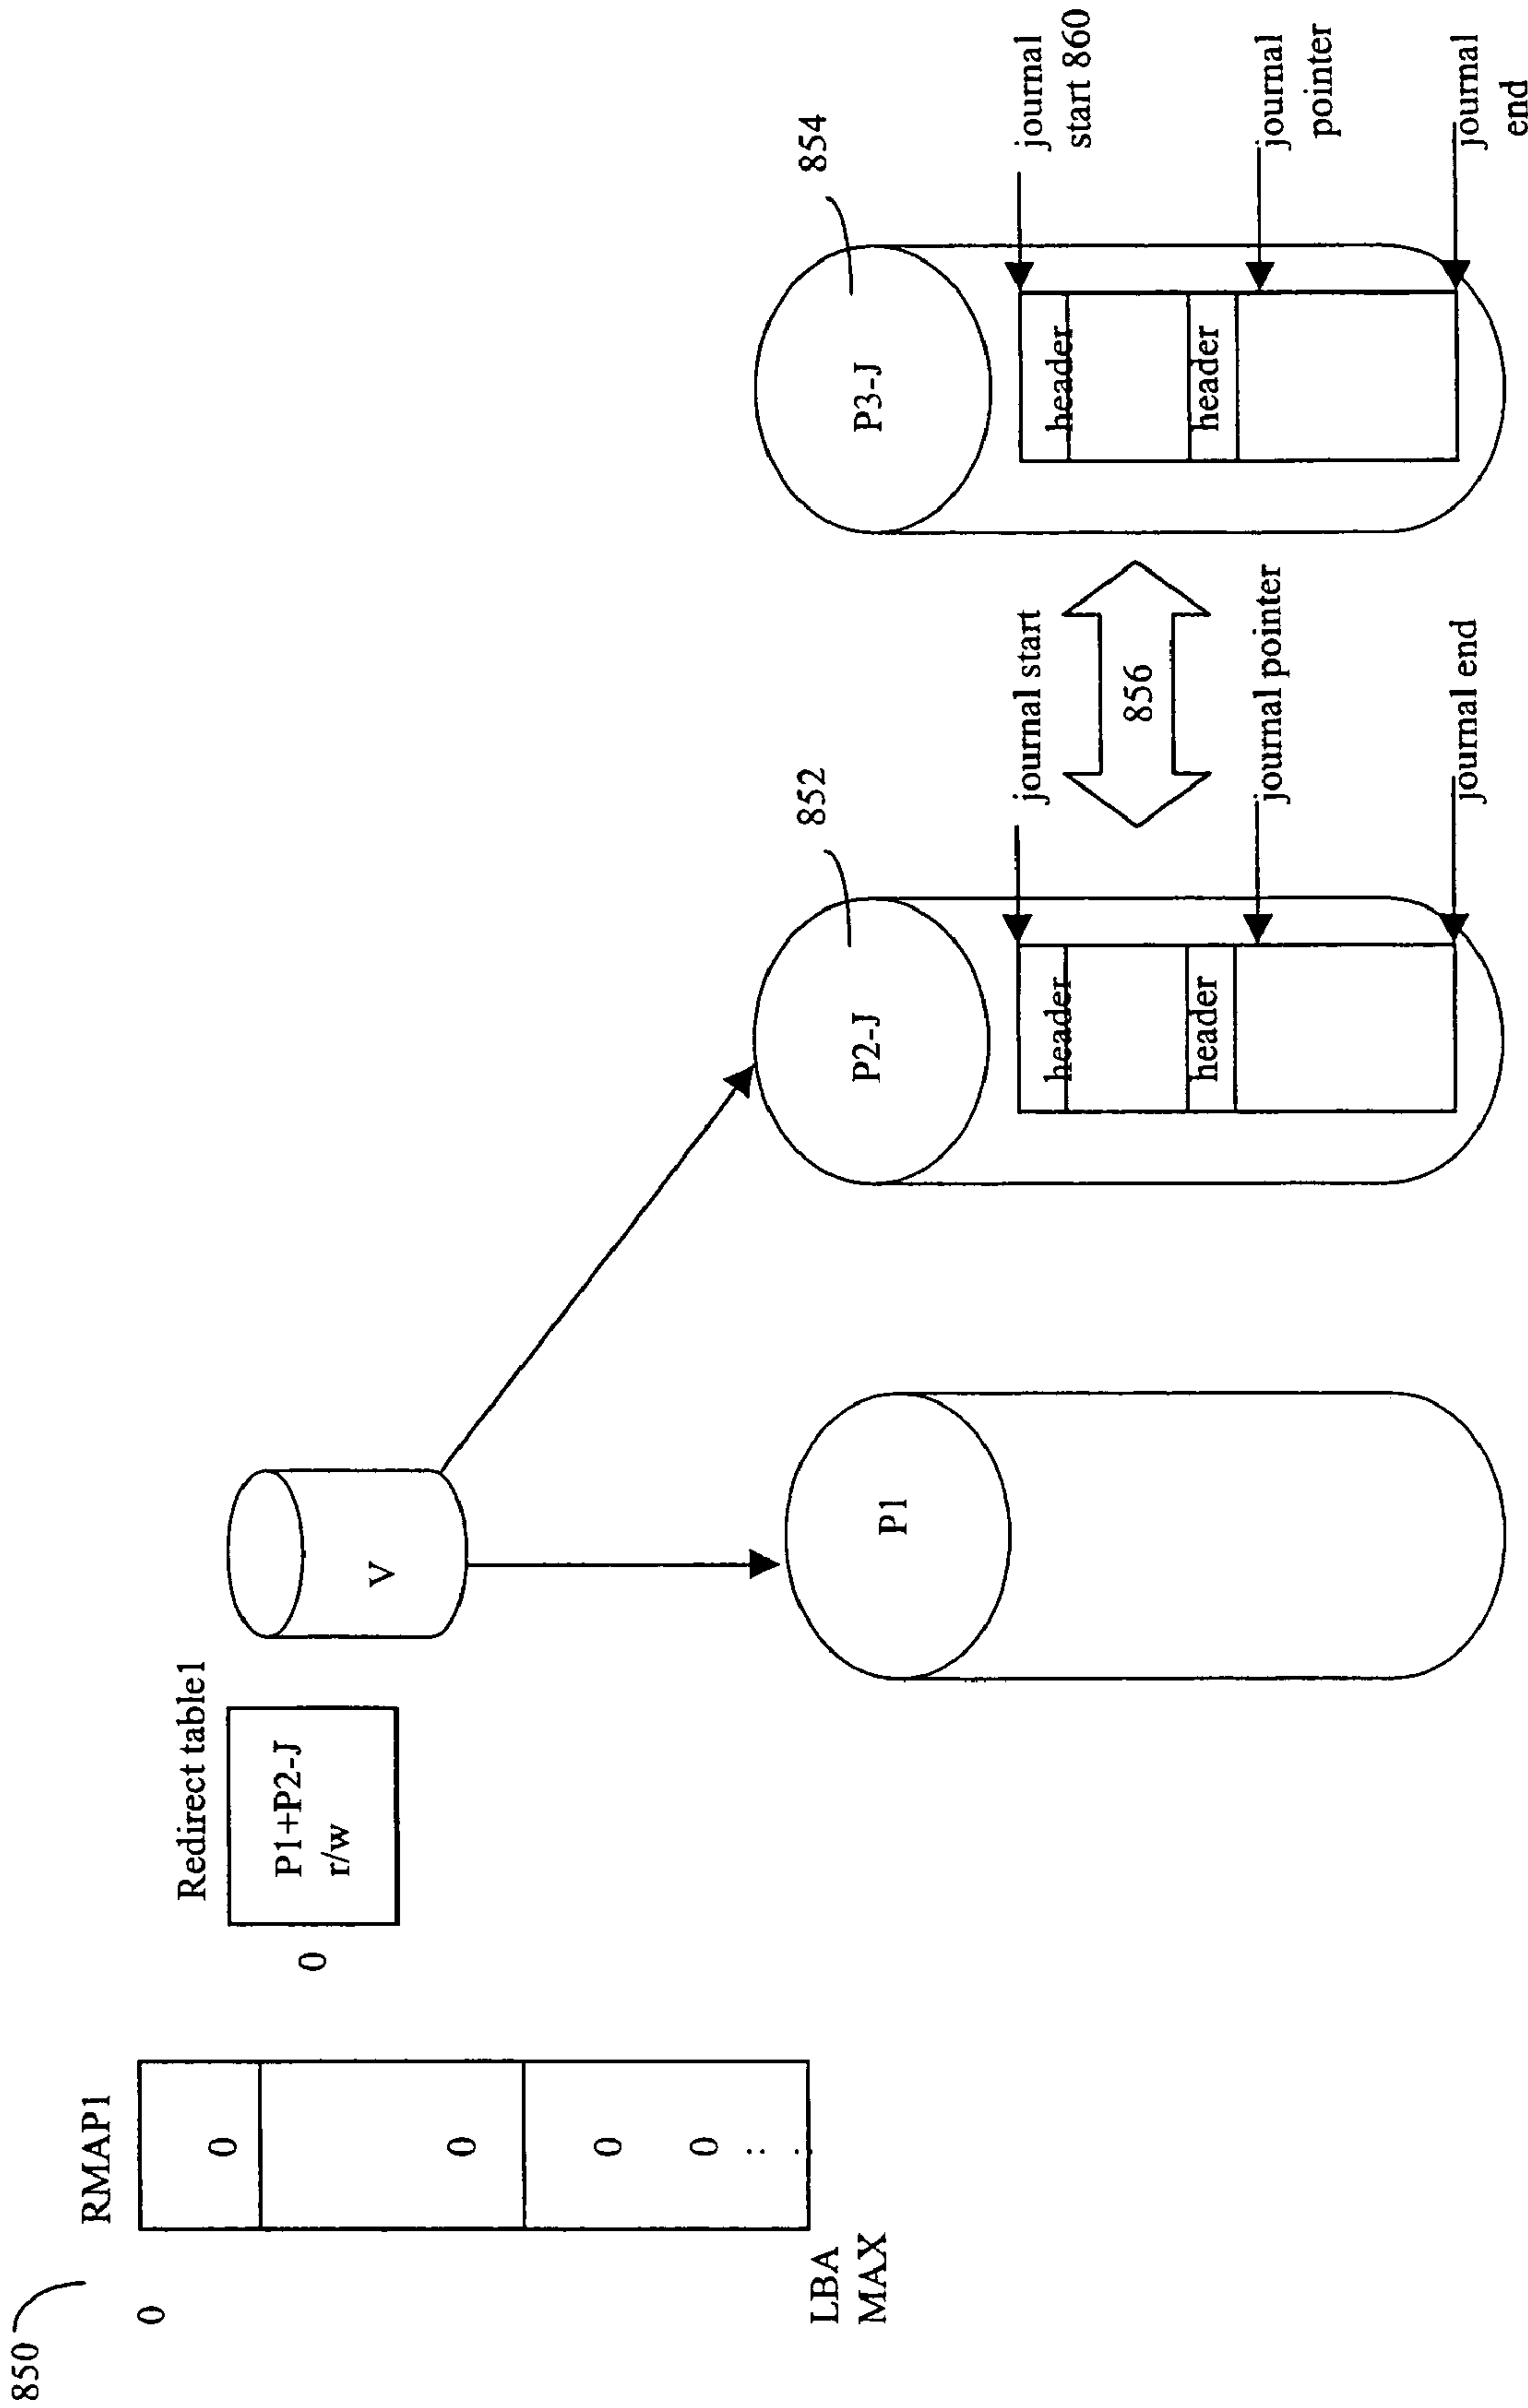 850
RMAP1
0
0
0
0
0
:
.
LBA
MAX
Redirect table1
0
P1+P2-J
r/w
V
P1
852
P2-J
header
header
journal start
journal pointer
journal end
856
854
P3-J
header
header
journal
start 860
journal
pointer
journal
end